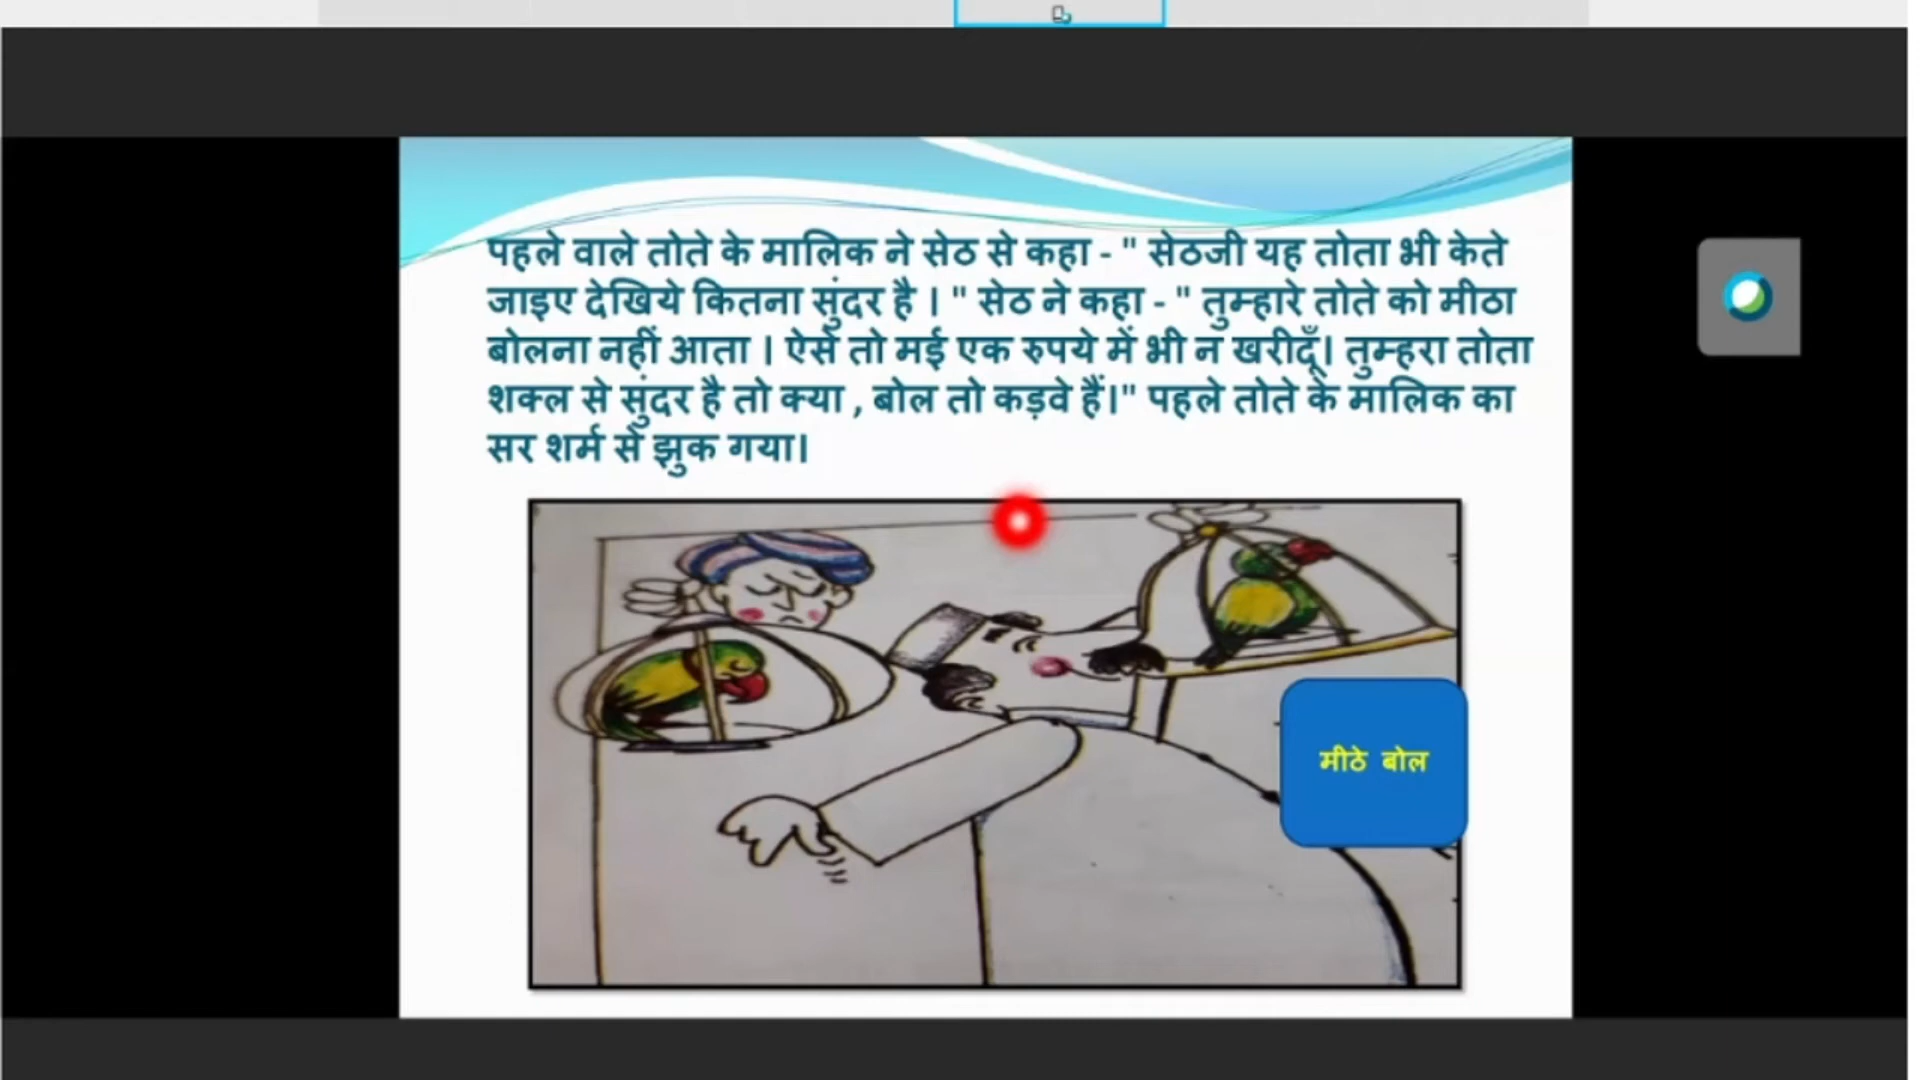 पहले वाले तोते के मालिक ने सेठ से कहा - " सेठजी यह तोता भी केते
जाइए देखिये कितना सुंदर है । " सेठ ने कहा - " तुम्हारे तोते को मीठा
बोलना नहीं आता । ऐसे तो मई एक रुपये में भी न खरीदूँ। तुम्हरा तोता
शक्ल से सुंदर है तो क्या , बोल तो कड़वे हैं।" पहले तोते के मालिक का
सर शर्म से झुक गया।
मीठे बोल